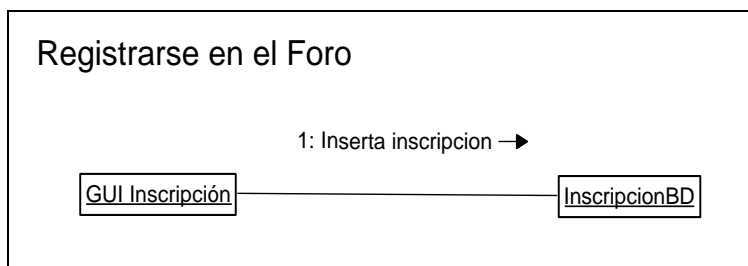 Registrarse en el Foro
1: Inserta inscripcion
GUI Inscripción
InscripcionBD